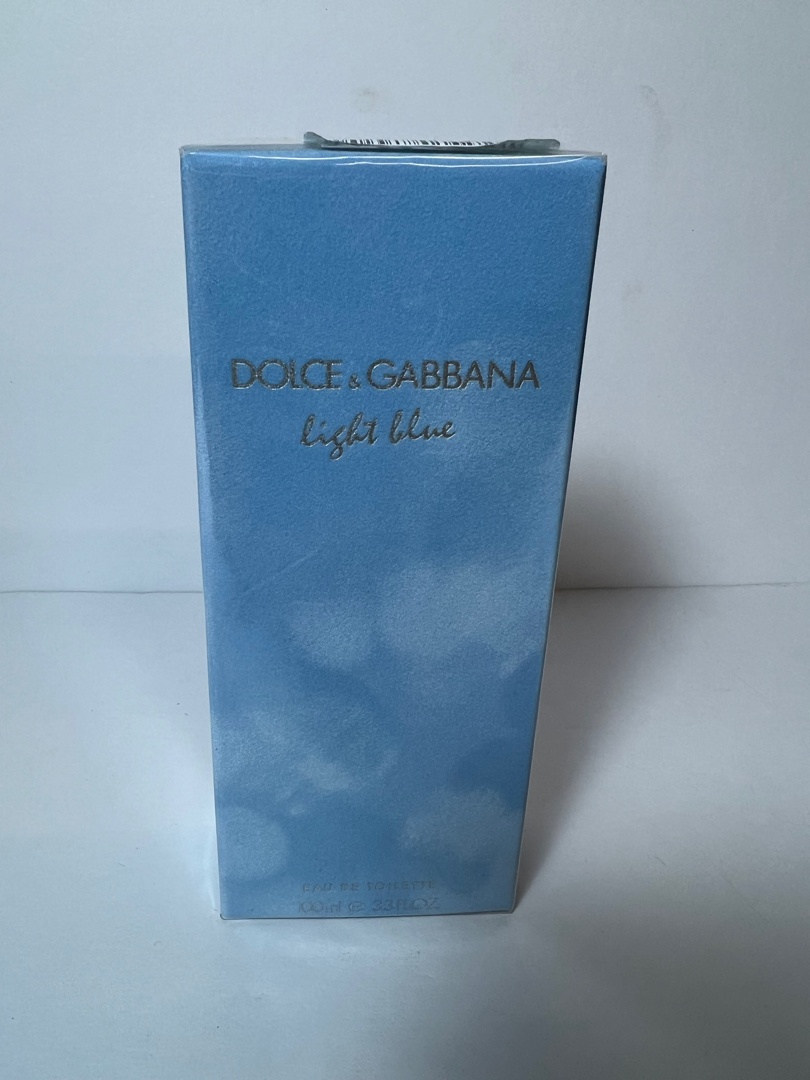 DOLCE & GABBANA
light blue
EAU DE TOILETTE
100ml e 3.3 FL.OZ.